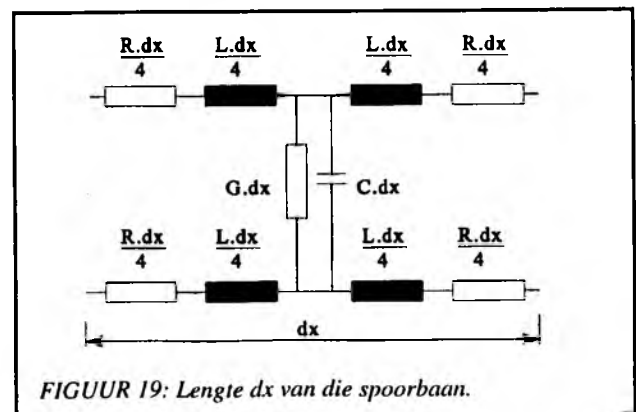 R.dx L.dx L.dx R.dx
4 4 4 4
G.dx C.dx
R.dx L.dx L.dx R.dx
4 4 4 4
dx
FIGUUR 19: Lengte dx van die spoorbaan.